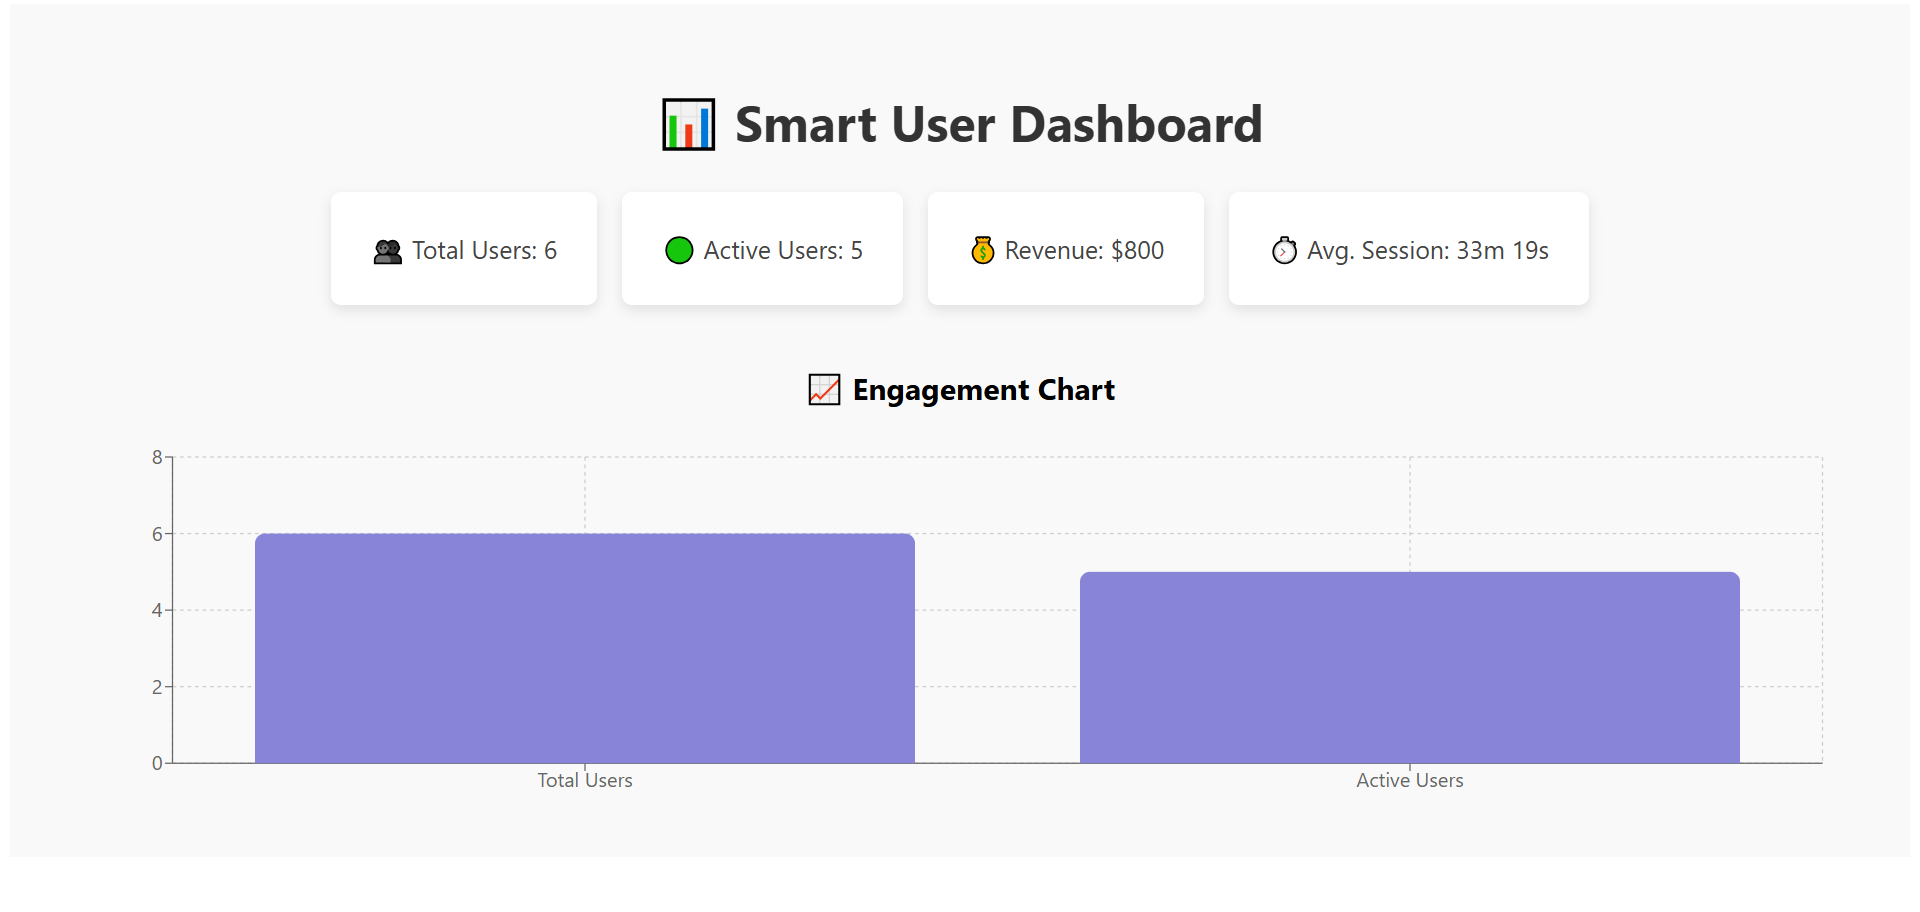 Smart User Dashboard
Total Users: 6
Active Users: 5
Revenue: $800
Avg. Session: 33m 19s
Engagement Chart
8
6
4
2
0
Total Users
Active Users